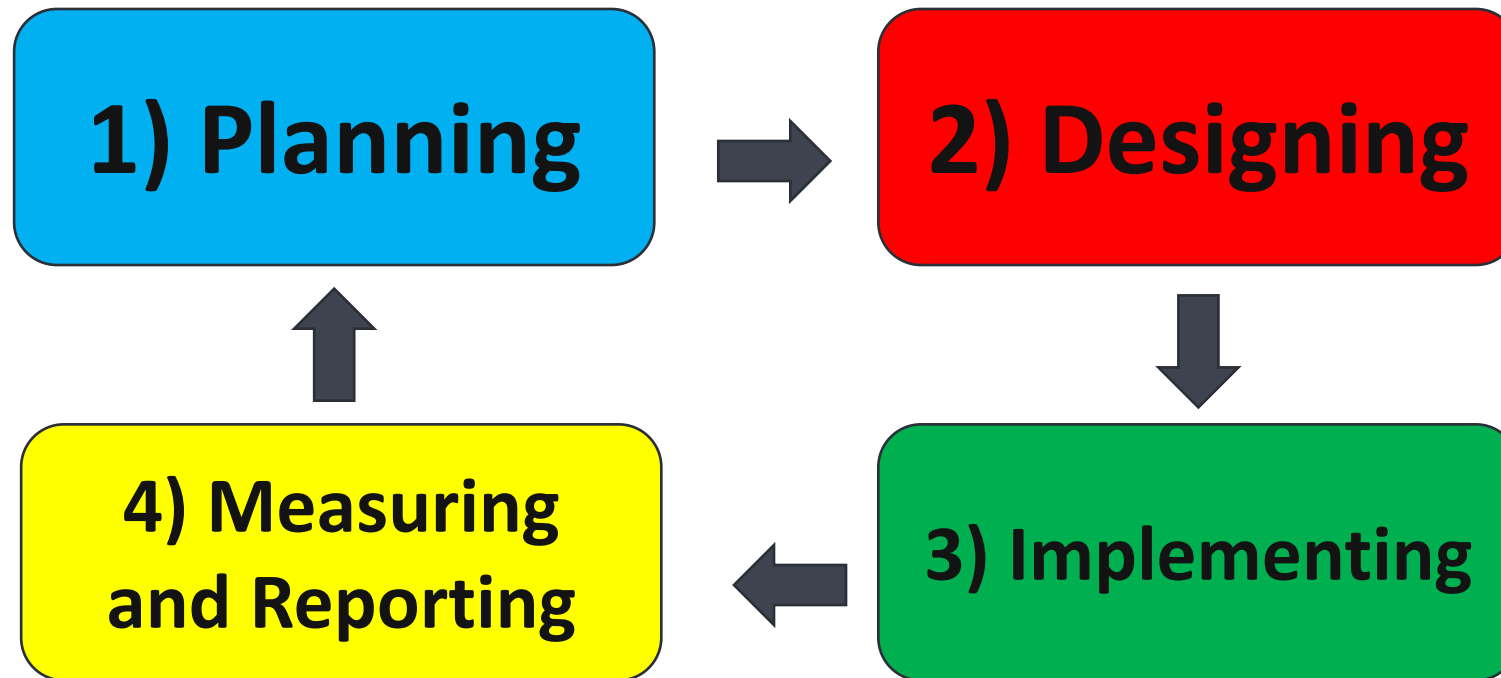 1) Planning
2) Designing
3) Implementing
4) Measuring
and Reporting